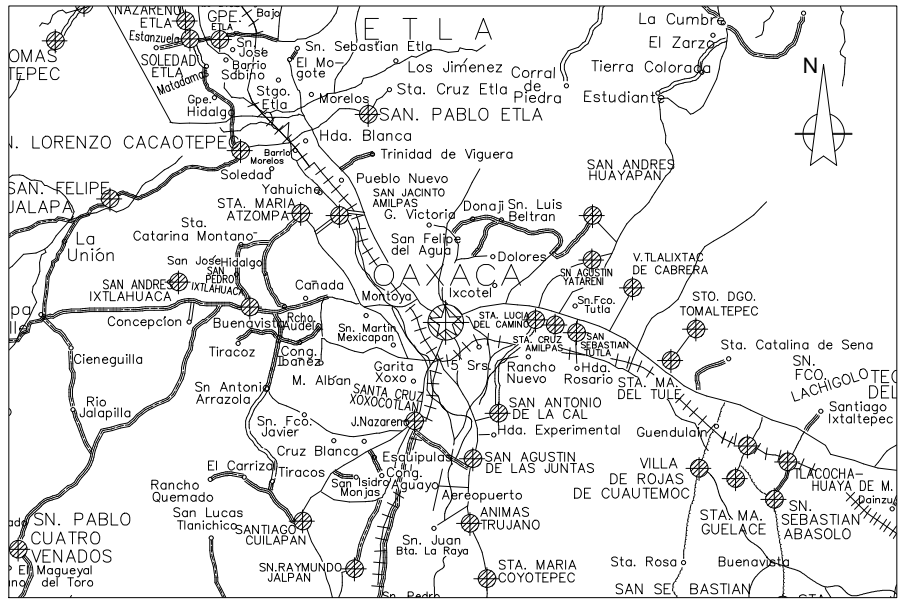 NAZARENO
ETLA
GPE.
ETLA
Bajo
ETLA
La Cumbre
Estanzuela
Sn.
Jose
Sn. Sebastian Etla
El Zarzo
N
OMAS
TEPEC
SOLEDAD
ETLA
Barrio
Sabino
El Mo-
gote
Los Jimenez
Corral
de
Piedra
Tierra Colorada
Matadamas
Stgo.
Etla
Sta. Cruz Etla
Gpe.
Hidalgo
Morelos
SAN. PABLO ETLA
Estudiante
N. LORENZO CACAOTEPEC
Hda. Blanca
Barrio
Morelos
Trinidad de Viguera
Soledad
Pueblo Nuevo
SAN ANDRES
HUAYAPAN
SAN. FELIPE
JALAPA
Yahuiche
SAN JACINTO
AMILPAS
STA. MARIA
ATZOMPA
G. Victoria
Donaji
Sn. Luis
Beltran
Sta.
Catarina Montano
San Felipe
del Agua
La
Unión
San Jose
Hidalgo
Dolores
V.TLALIXTAC
DE CABRERA
SAN
PEDRO
IXTLAHUACA
OAXACA
SN AGUSTIN
YATARENI
SAN ANDRES
IXTLAHUACA
Cañada
Montoya
Ixcotel
Sn.Fco.
Tutla
STO. DGO.
TOMALTEPEC
Concepción
Buenavista
Rcho.
Audelo
Sn. Martin
Mexicapan
STA. LUCIA
DEL CAMINO
STA. CRUZ
AMILPAS
SAN
SEBASTIAN
TUTLA
Cieneguilla
Tiracoz
Cong.
Ibañez
5 Srs.
Sta. Catalina de Sena
M. Alban
Garita
Xoxo
Rancho
Nuevo
Hda.
Rosario
STA. MA.
DEL TULE
SN.
FCO.
LACHIGOLO
TEO
DEL
Sn Antonio
Arrazola
SANTA CRUZ
XOXOCOTLAN
Rio
Jalapilla
Sn. Fco.
Javier
J.Nazareno
SAN ANTONIO
DE LA CAL
Santiago
Ixtaltepec
Hda. Experimental
Guendulain
Cruz Blanca
Esquipulas
SAN AGUSTIN
DE LAS JUNTAS
El Carrizal
Tiracos
VILLA
DE ROJAS
DE CUAUTEMOC
TLACOCHA-
HUAYA DE M.
Rancho
Quemado
San Isidro
Monjas
Cong.
Aguayo
Aeropuerto
Dainzu
San Lucas
Tlanichico
SN. PABLO
CUATRO
VENADOS
SANTIAGO
CUILAPAN
ANIMAS
TRUJANO
STA. MA.
GUELACE
SN.
SEBASTIAN
ABASOLO
Sn. Juan
Bta. La Raya
El Maqueyal
del Toro
SN.RAYMUNDO
JALPAN
STA. MARIA
COYOTEPEC
Sta. Rosa
Buenavista
Sn Pedro
SAN SEBASTIAN
STA